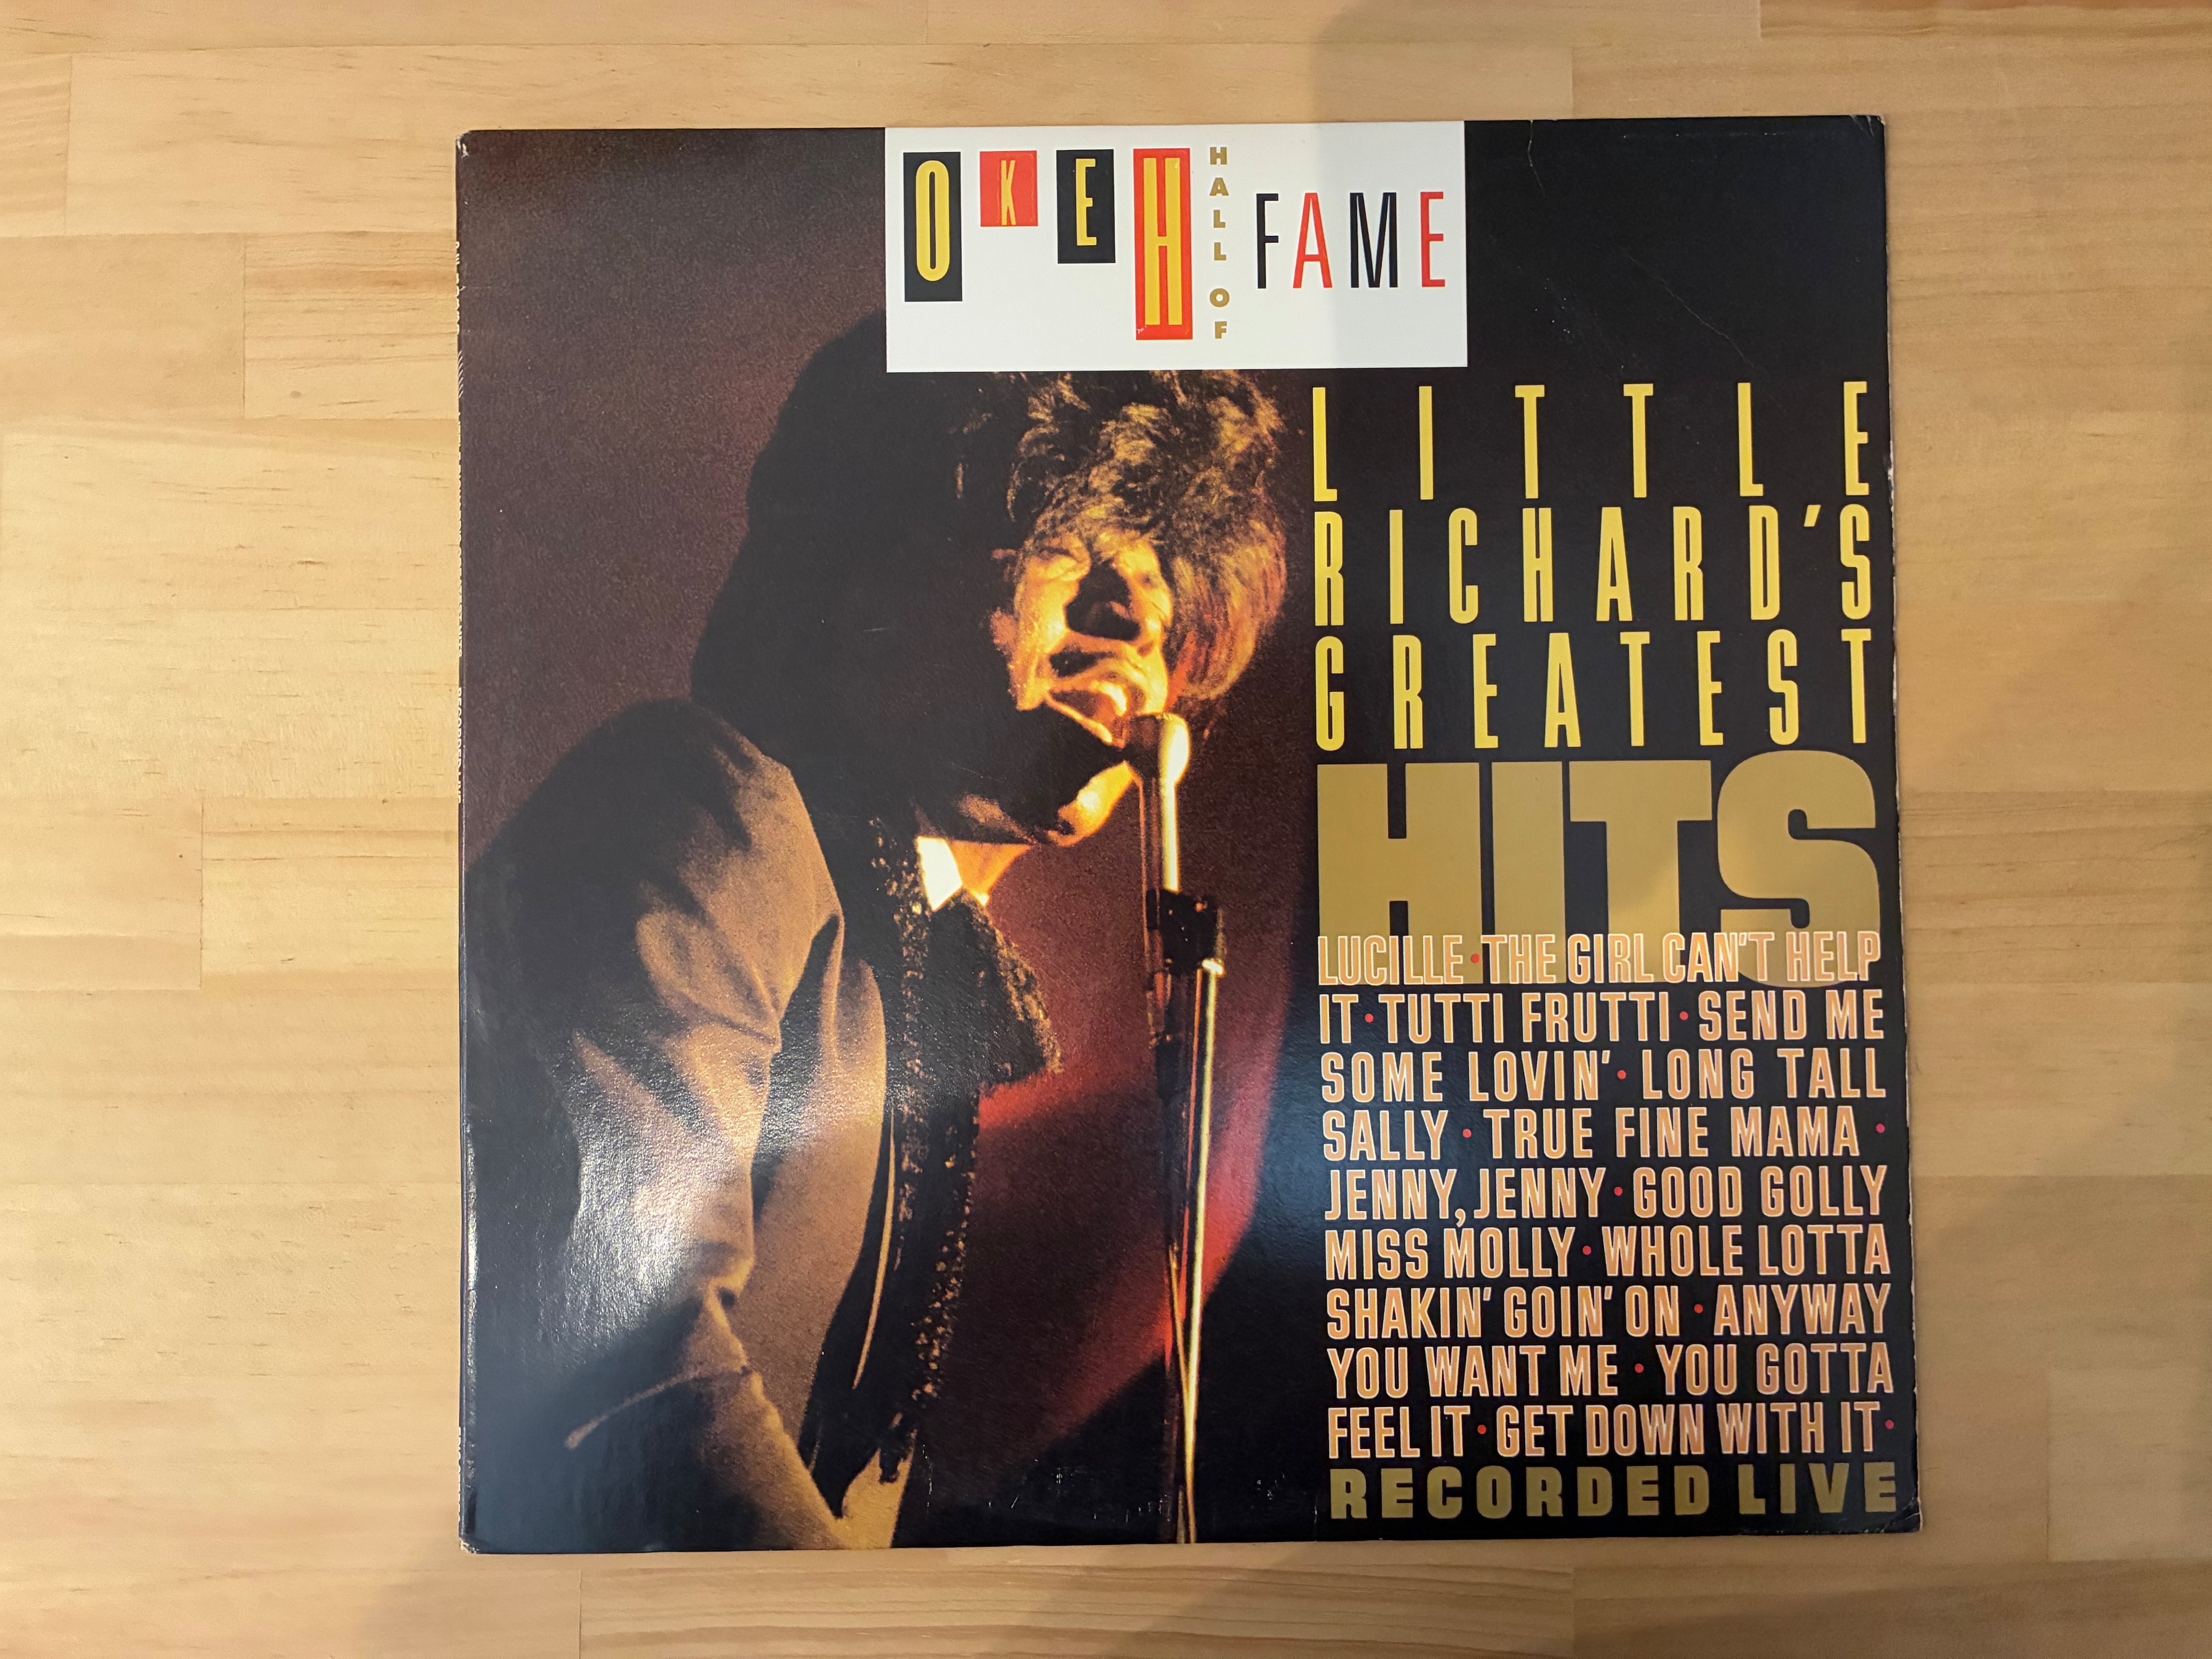 OKEH HALL OF FAME
LITTLE
RICHARD'S
GREATEST
HITS
LUCILLE • THE GIRL CAN'T HELP
IT • TUTTI FRUTTI • SEND ME
SOME LOVIN' • LONG TALL
SALLY • TRUE FINE MAMA •
JENNY, JENNY • GOOD GOLLY
MISS MOLLY • WHOLE LOTTA
SHAKIN' GOIN' ON • ANYWAY
YOU WANT ME • YOU GOTTA
FEEL IT • GET DOWN WITH IT •
RECORDED LIVE